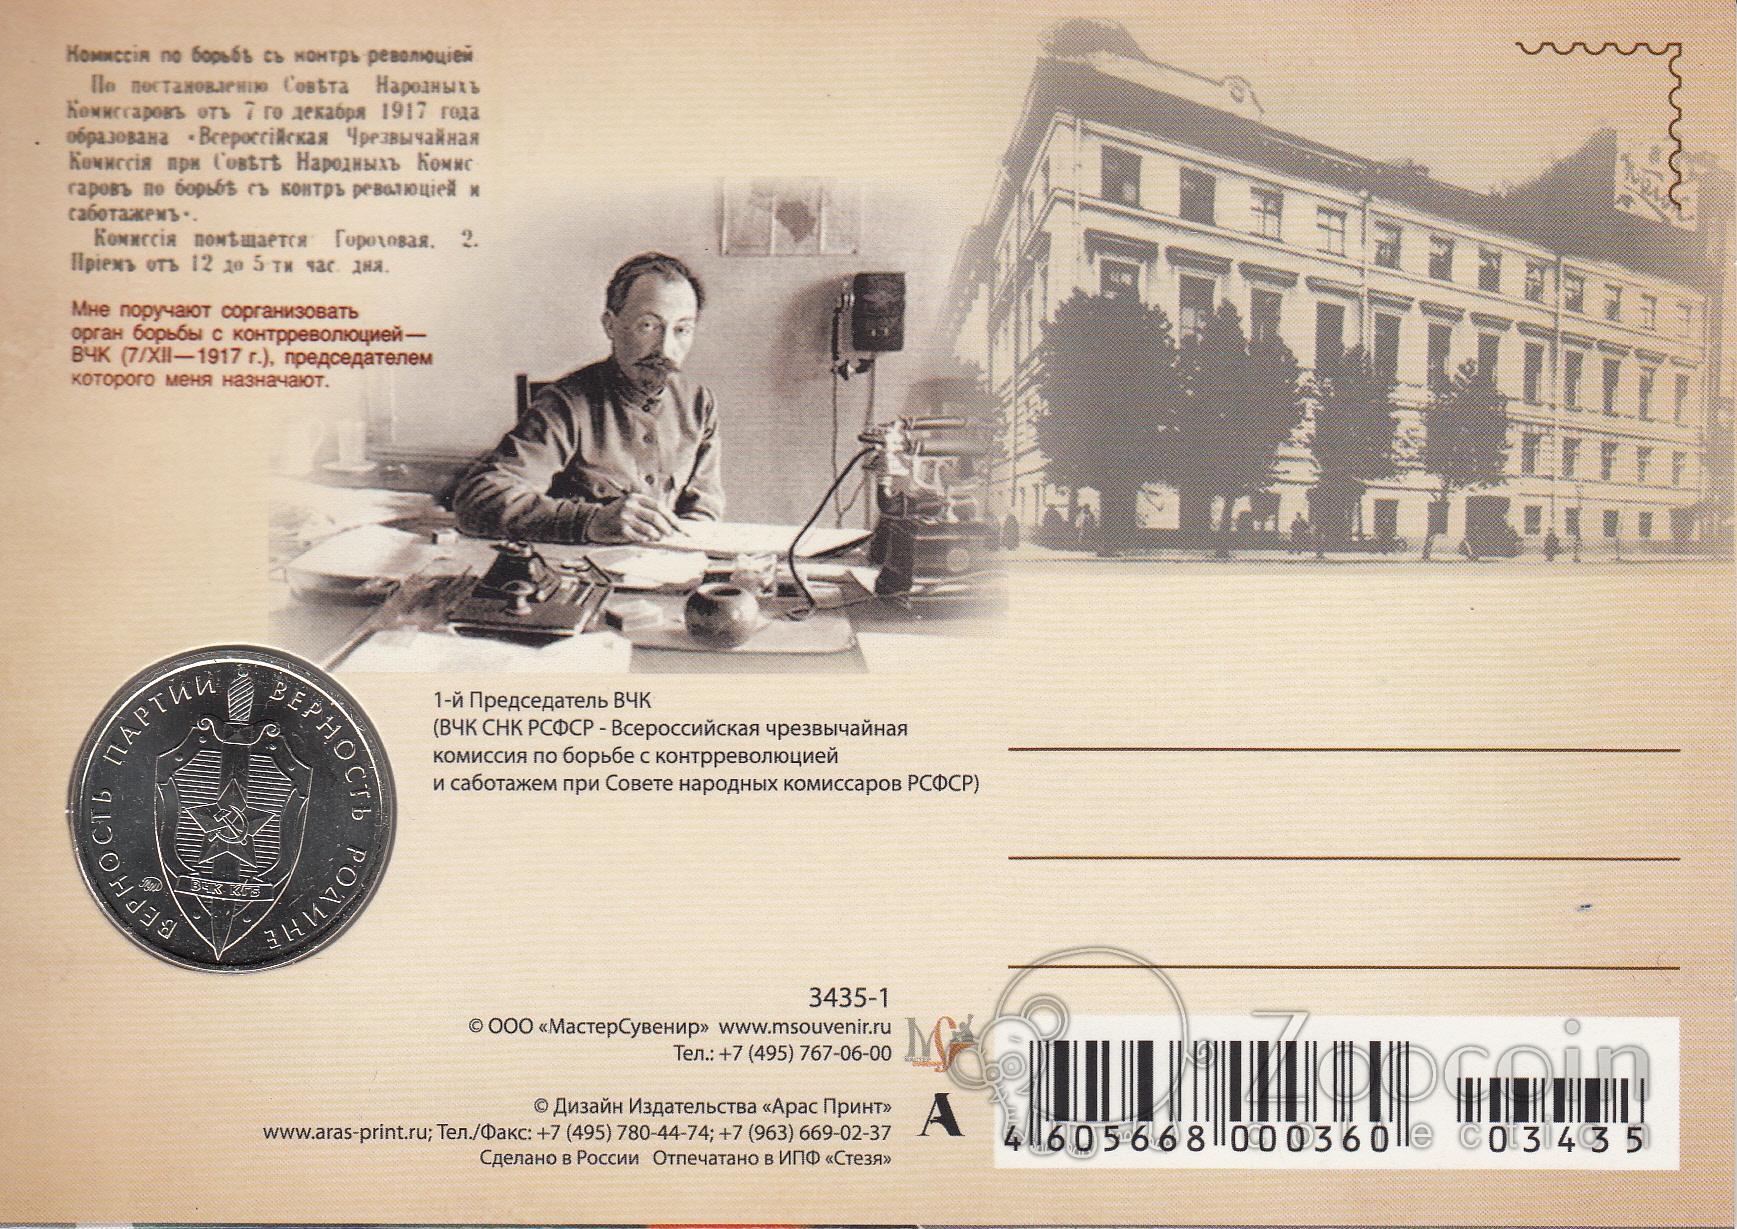 Комиссія по борьбѣ съ контръ революціей
По постановленію Совѣта Народныхъ
Комиссаровъ отъ 7 го декабря 1917 года
образована «Всероссійская Чрезвычайная
Комиссія при Совѣтѣ Народныхъ Комис
саровъ по борьбѣ съ контръ революціей и
саботажемъ».
Комиссія помѣщается Гороховая, 2.
Пріемъ отъ 12 до 5 ти час. дня.
Мне поручают сорганизовать
орган борьбы с контрреволюцией—
ВЧК (7/XII—1917 г.), председателем
которого меня назначают.
ВЕРНОСТЬ ПАРТИИ ВЕРНОСТЬ РОДИНЕ
ВЧК КГБ
1-й Председатель ВЧК
(ВЧК СНК РСФСР - Всероссийская чрезвычайная
комиссия по борьбе с контрреволюцией
и саботажем при Совете народных комиссаров РСФСР)
3435-1
© ООО «МастерСувенир» www.msouvenir.ru
Тел.: +7 (495) 767-06-00
© Дизайн Издательства «Арас Принт»
www.aras-print.ru; Тел./Факс: +7 (495) 780-44-74; +7 (963) 669-02-37
Сделано в России Отпечатано в ИПФ «Стезя»
А
4 605668 000360
03435
Zoocoin
collection